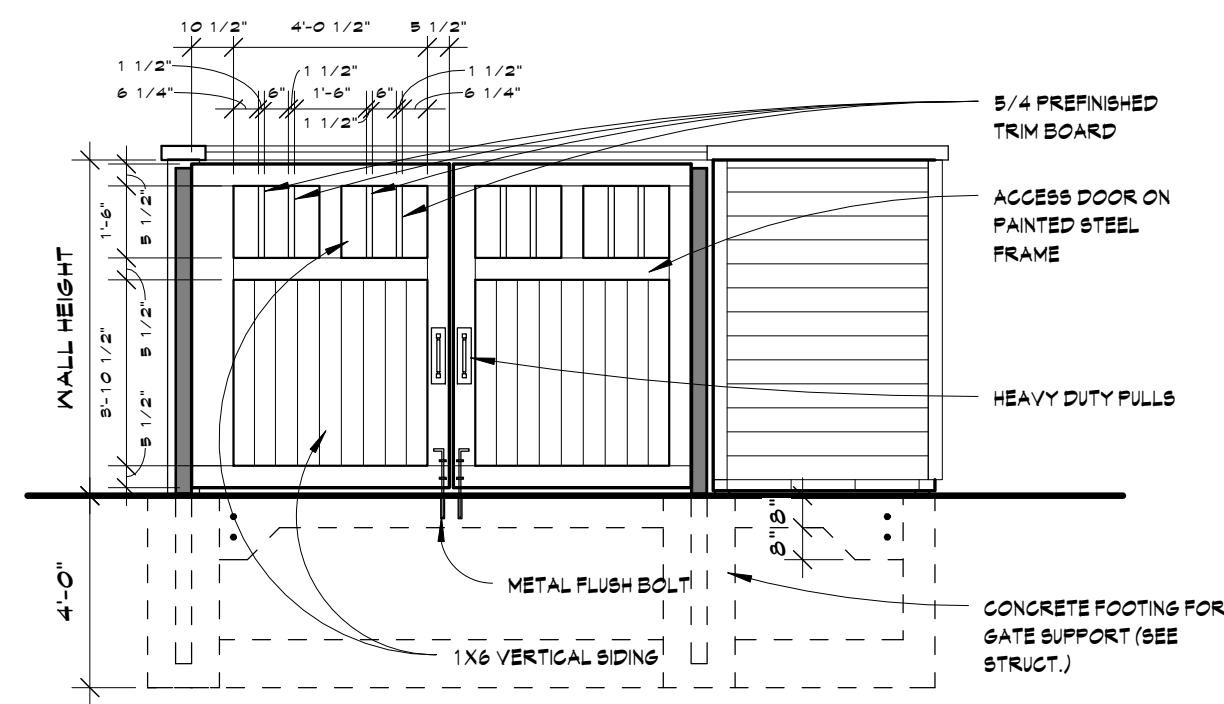 10 1/2" 4'-0 1/2" 5 1/2"
1 1/2" 1 1/2" 1 1/2"
6 1/4" 6" 1'-6" 6" 6 1/4"
1 1/2"
5/4 PREFINISHED
TRIM BOARD
ACCESS DOOR ON
PAINTED STEEL
FRAME
HEAVY DUTY PULLS
WALL HEIGHT
1'-6"
5 1/2"
3'-10 1/2"
5 1/2"
5 1/2"
4'-0"
8" 8"
METAL FLUSH BOLT
1X6 VERTICAL SIDING
CONCRETE FOOTING FOR
GATE SUPPORT (SEE
STRUCT.)